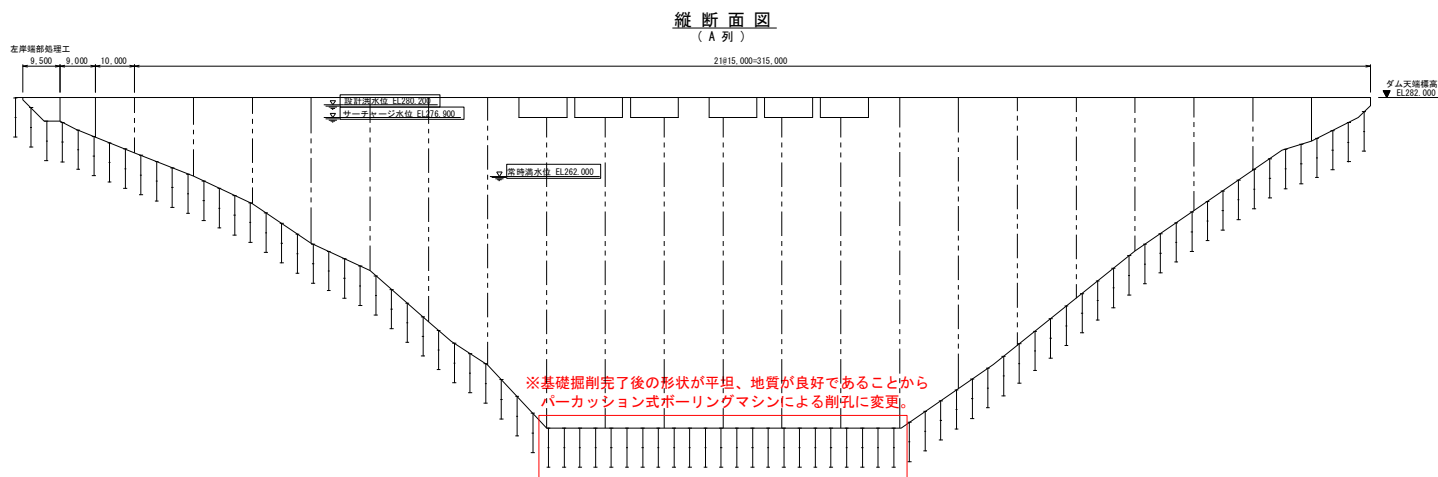 縦断面図
(A列)
左岸端部処理工
9,500 9,000 10,000 21@15,000=315,000
ダム天端標高
EL282.000
設計洪水位 EL280.200
サーチャージ水位 EL276.900
常時満水位 EL262.000
※基礎掘削完了後の形状が平坦、地質が良好であることから
パーカッション式ボーリングマシンによる削孔に変更。